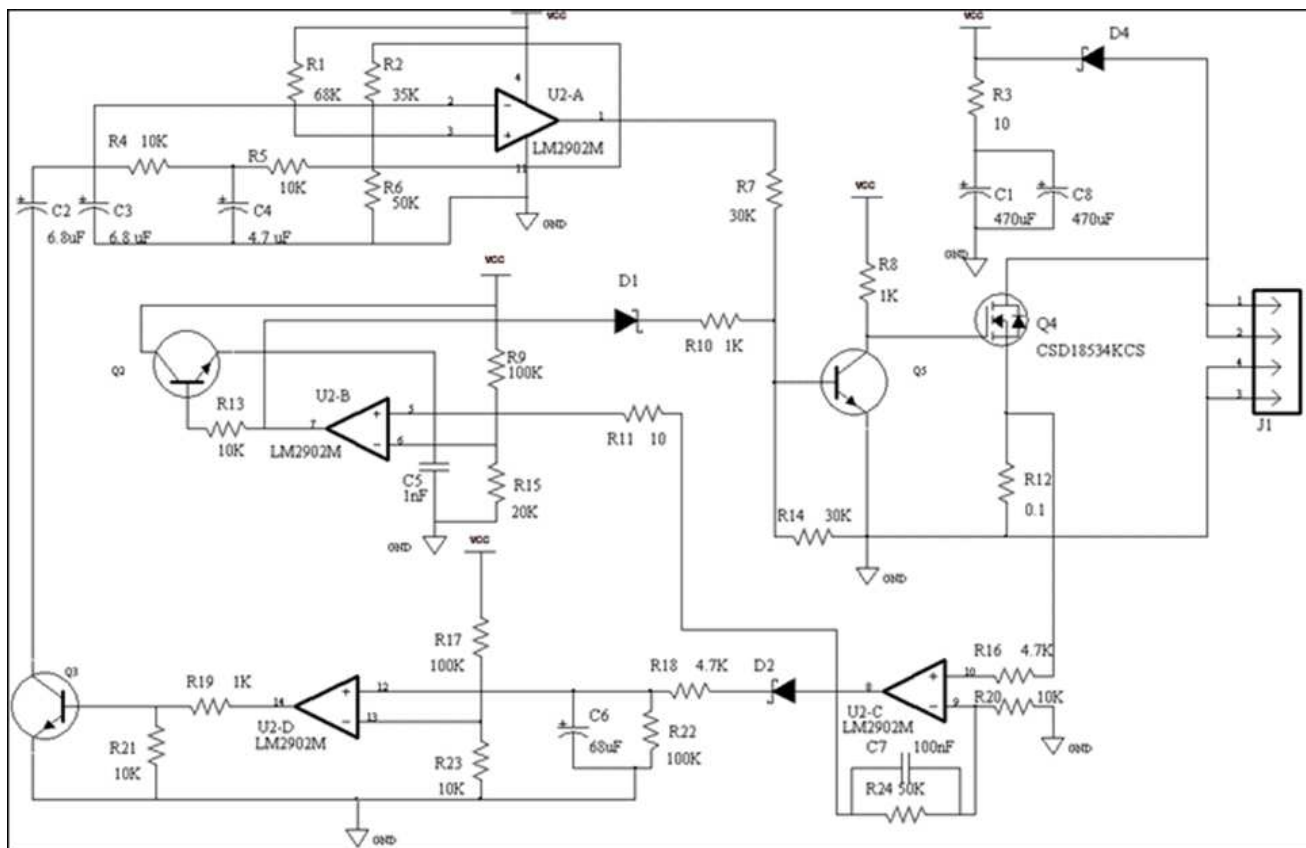 VCC
VCC
D4
R1
68K
R2
35K
4
U2-A
2
3
1
LM2902M
11
R3
10
R4 10K
R5
10K
R6
50K
GND
C2
6.8uF
C3
6.8 uF
C4
4.7 uF
R7
30K
VCC
C1
470uF
C8
470uF
GND
VCC
D1
R8
1K
R9
100K
R10 1K
Q4
CSD18534KCS
1
2
4
3
J1
Q2
R13
10K
U2-B
7
5
6
LM2902M
R11 10
Q5
C5
1nF
R15
20K
GND
R14 30K
R12
0.1
GND
VCC
R17
100K
R18 4.7K
D2
8
U2-C
LM2902M
10
9
R16 4.7K
R20 10K
GND
Q3
R19 1K
14
U2-D
LM2902M
12
13
C6
68uF
R22
100K
C7 100nF
R24 50K
R21
10K
R23
10K
GND